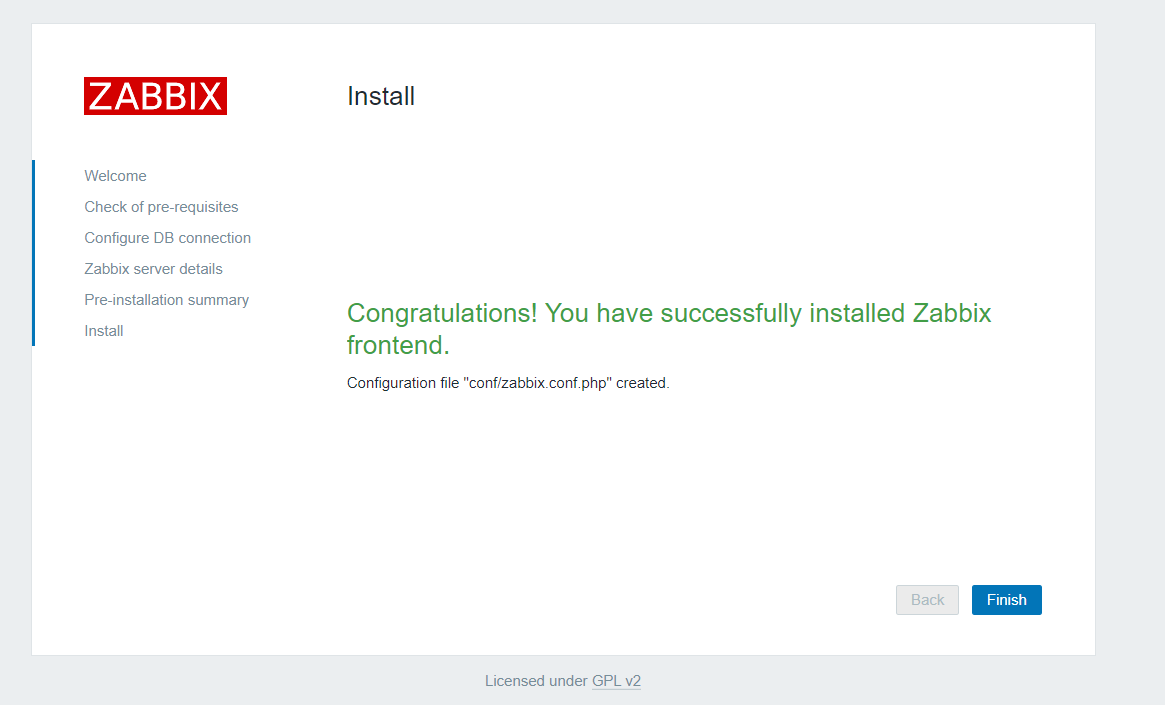 ZABBIX
Install
Welcome
Check of pre-requisites
Configure DB connection
Zabbix server details
Pre-installation summary
Install
Congratulations! You have successfully installed Zabbix
frontend.
Configuration file "conf/zabbix.conf.php" created.
Back
Finish
Licensed under GPL v2